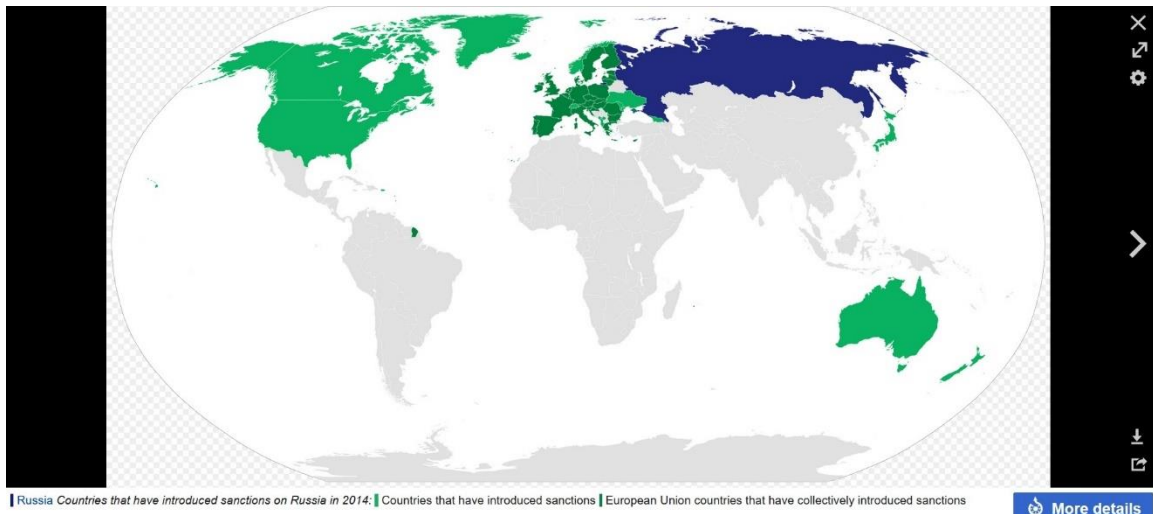 Russia Countries that have introduced sanctions on Russia in 2014: Countries that have introduced sanctions European Union countries that have collectively introduced sanctions
More details